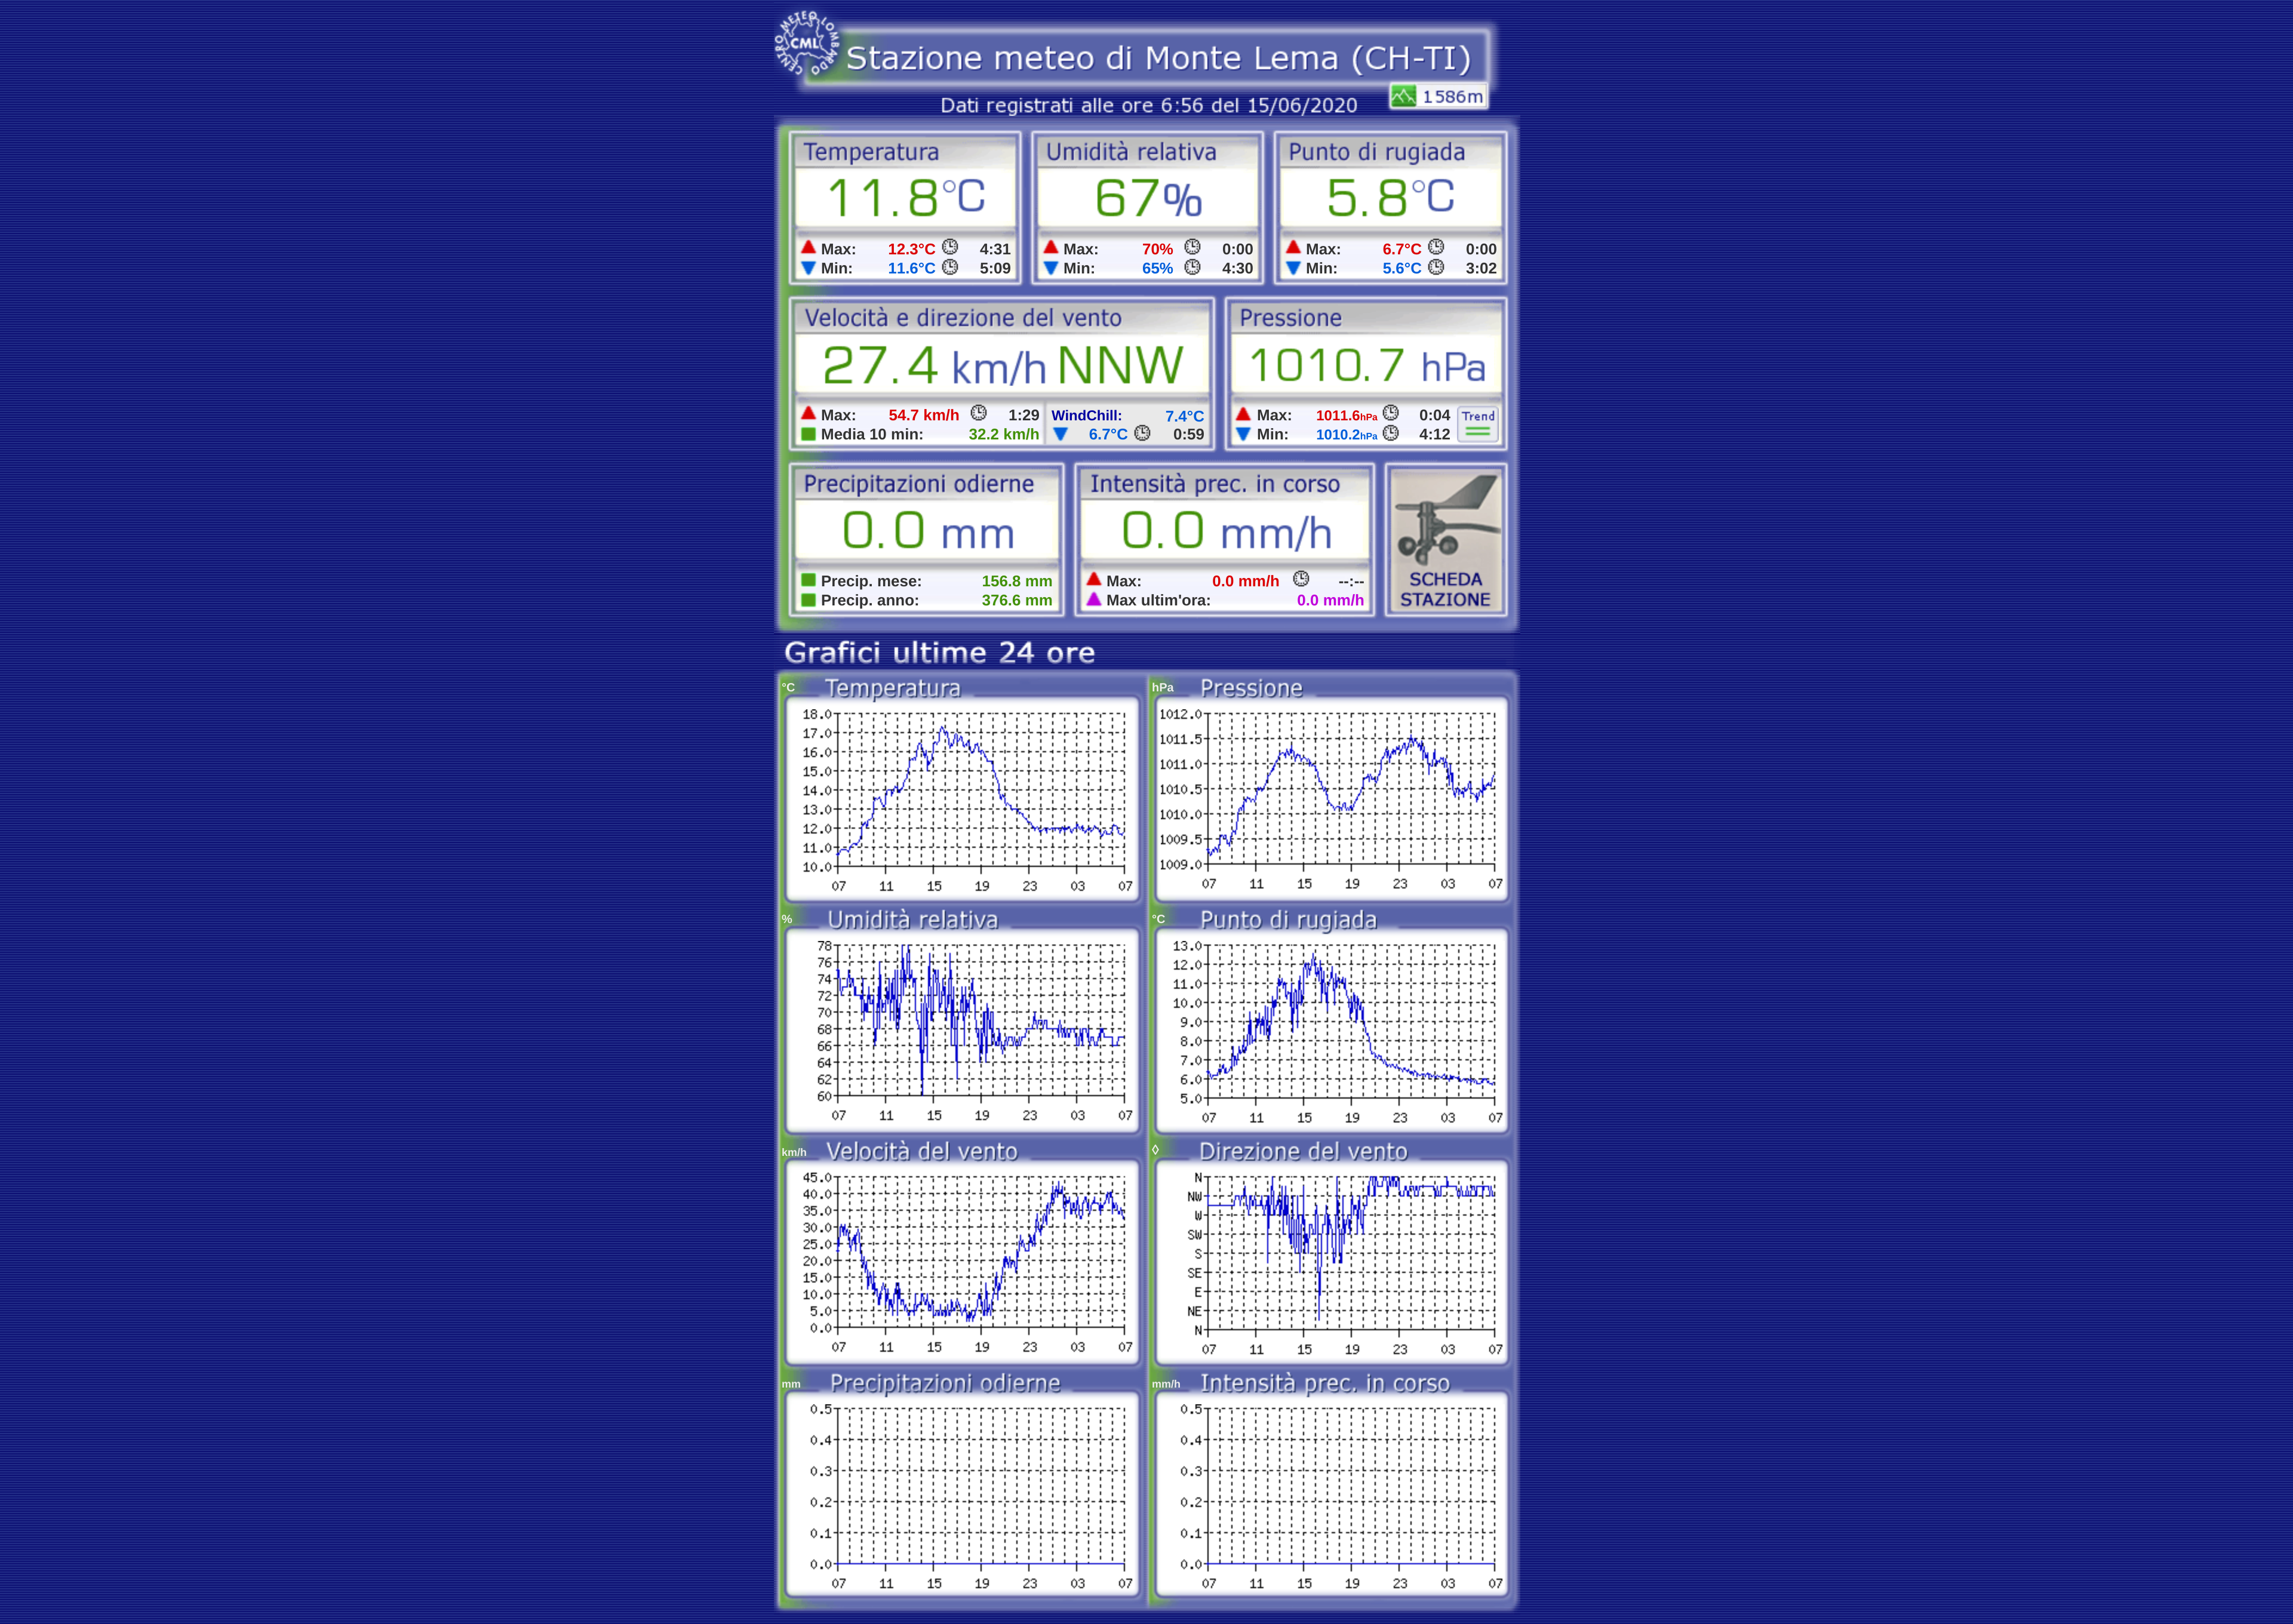 CENTRO METEO LOMBARDO
CML
Stazione meteo di Monte Lema (CH-TI)
1586m
Dati registrati alle ore 6:56 del 15/06/2020
Temperatura
11.8°C
Max: 12.3°C 4:31
Min: 11.6°C 5:09
Umidità relativa
67%
Max: 70% 0:00
Min: 65% 4:30
Punto di rugiada
5.8°C
Max: 6.7°C 0:00
Min: 5.6°C 3:02
Velocità e direzione del vento
27.4 km/h NNW
Max: 54.7 km/h 1:29
Media 10 min: 32.2 km/h
WindChill: 7.4°C
6.7°C 0:59
Pressione
1010.7 hPa
Max: 1011.6hPa 0:04
Min: 1010.2hPa 4:12
Trend
Precipitazioni odierne
0.0 mm
Precip. mese: 156.8 mm
Precip. anno: 376.6 mm
Intensità prec. in corso
0.0 mm/h
Max: 0.0 mm/h --:--
Max ultim'ora: 0.0 mm/h
SCHEDA
STAZIONE
Grafici ultime 24 ore
°C Temperatura
18.0
17.0
16.0
15.0
14.0
13.0
12.0
11.0
10.0
07 11 15 19 23 03 07
hPa Pressione
1012.0
1011.5
1011.0
1010.5
1010.0
1009.5
1009.0
07 11 15 19 23 03 07
% Umidità relativa
78
76
74
72
70
68
66
64
62
60
07 11 15 19 23 03 07
°C Punto di rugiada
13.0
12.0
11.0
10.0
9.0
8.0
7.0
6.0
5.0
07 11 15 19 23 03 07
km/h Velocità del vento
45.0
40.0
35.0
30.0
25.0
20.0
15.0
10.0
5.0
0.0
07 11 15 19 23 03 07
◊ Direzione del vento
N
NW
W
SW
S
SE
E
NE
N
07 11 15 19 23 03 07
mm Precipitazioni odierne
0.5
0.4
0.3
0.2
0.1
0.0
07 11 15 19 23 03 07
mm/h Intensità prec. in corso
0.5
0.4
0.3
0.2
0.1
0.0
07 11 15 19 23 03 07